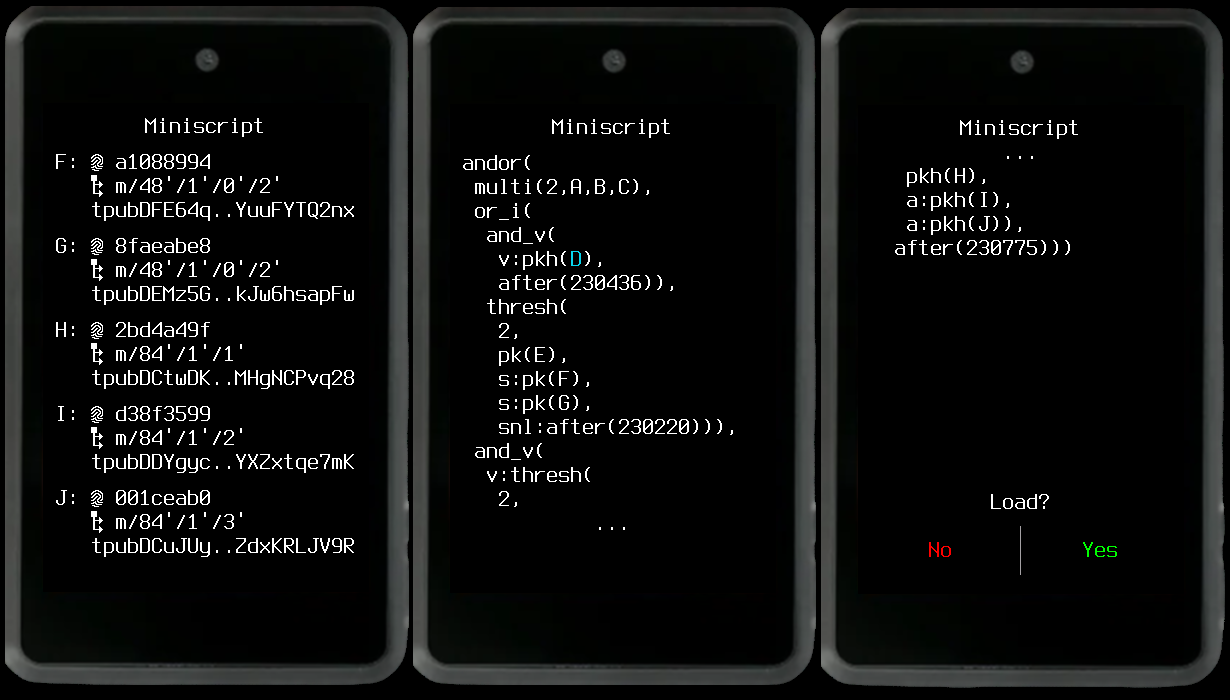 Miniscript
F: a1088994
m/48'/1'/0'/2'
tpubDFE64q..YuuFYTQ2nx
G: 8faeabe8
m/48'/1'/0'/2'
tpubDEMz5G..kJw6hsapFw
H: 2bd4a49f
m/84'/1'/1'
tpubDCtwDK..MHgNCPvq28
I: d38f3599
m/84'/1'/2'
tpubDDYgyc..YXZxtqe7mK
J: 001ceab0
m/84'/1'/3'
tpubDCuJUy..ZdxKRLJV9R
Miniscript
andor(
multi(2,A,B,C),
or_i(
and_v(
v:pkh(D),
after(230436)),
thresh(
2,
pk(E),
s:pk(F),
s:pk(G),
snl:after(230220))),
and_v(
v:thresh(
2,
...
Miniscript
...
pkh(H),
a:pkh(I),
a:pkh(J)),
after(230775)))
Load?
No
Yes